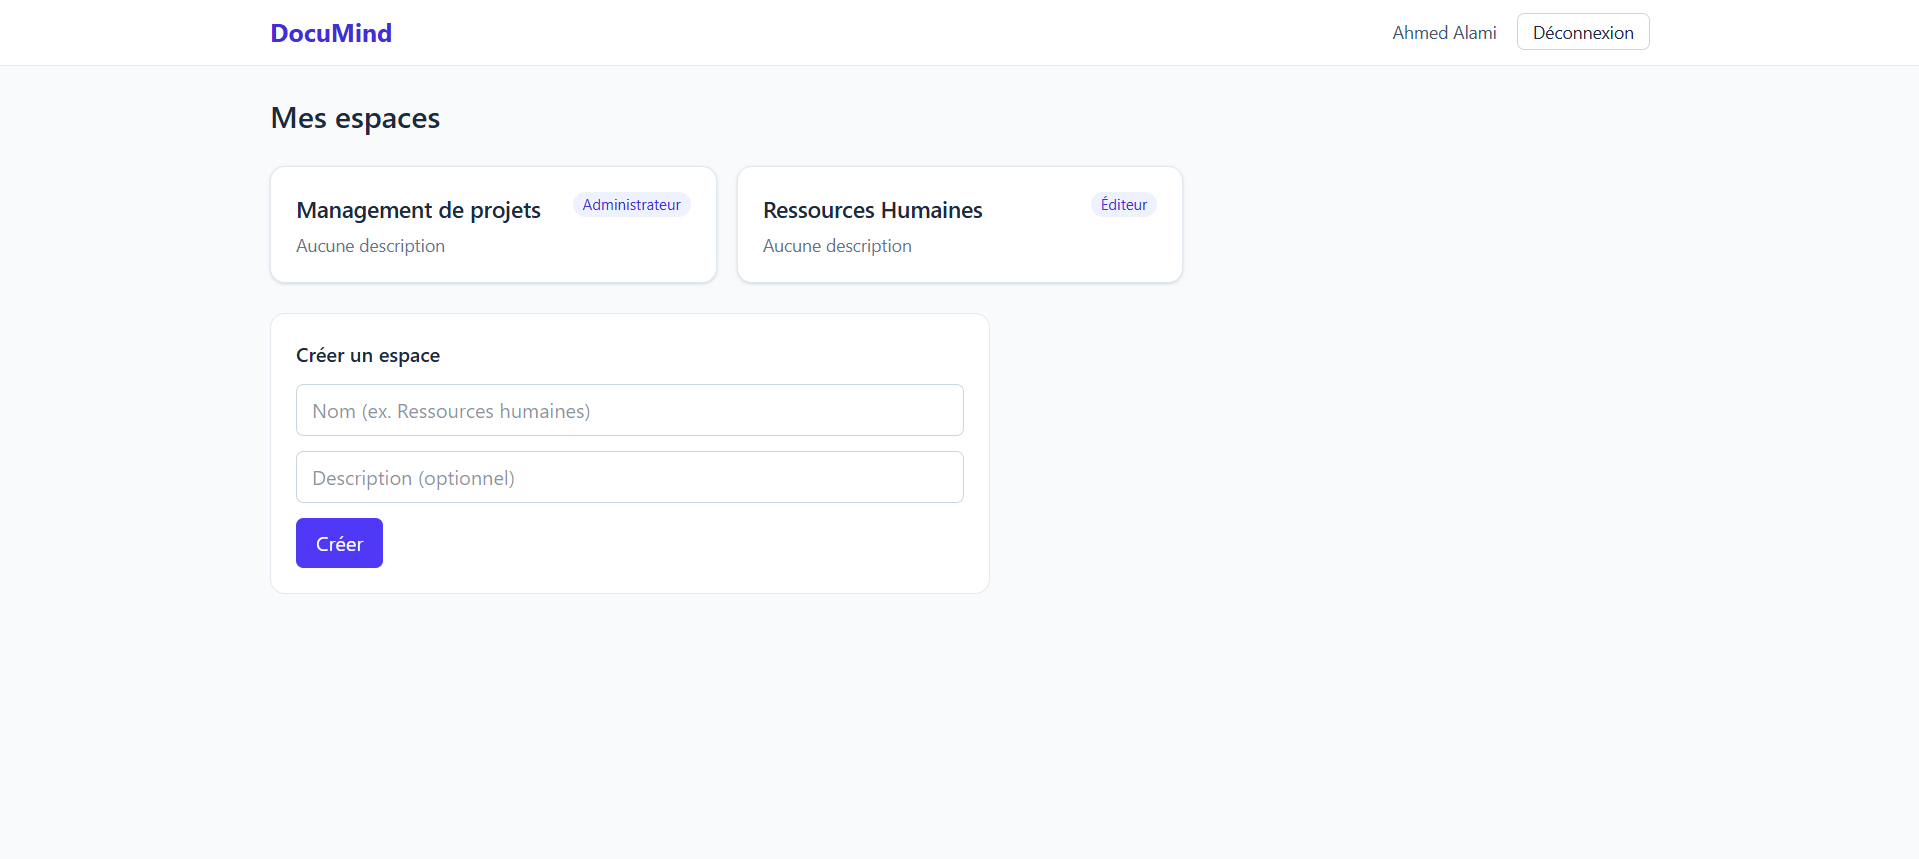 DocuMind
Ahmed Alami
Déconnexion
Mes espaces
Management de projets
Administrateur
Aucune description
Ressources Humaines
Éditeur
Aucune description
Créer un espace
Nom (ex. Ressources humaines)
Description (optionnel)
Créer